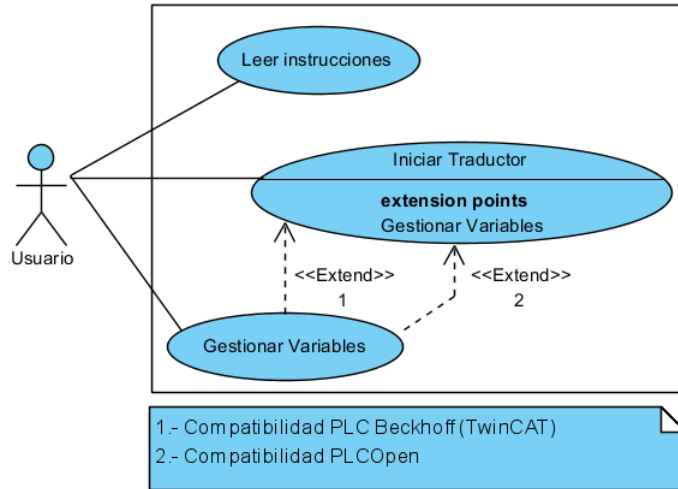 Leer instrucciones
Iniciar Traductor
extension points
Gestionar Variables
Usuario
<<Extend>>
1
<<Extend>>
2
Gestionar Variables
1.- Compatibilidad PLC Beckhoff (TwinCAT)
2.- Compatibilidad PLCOpen